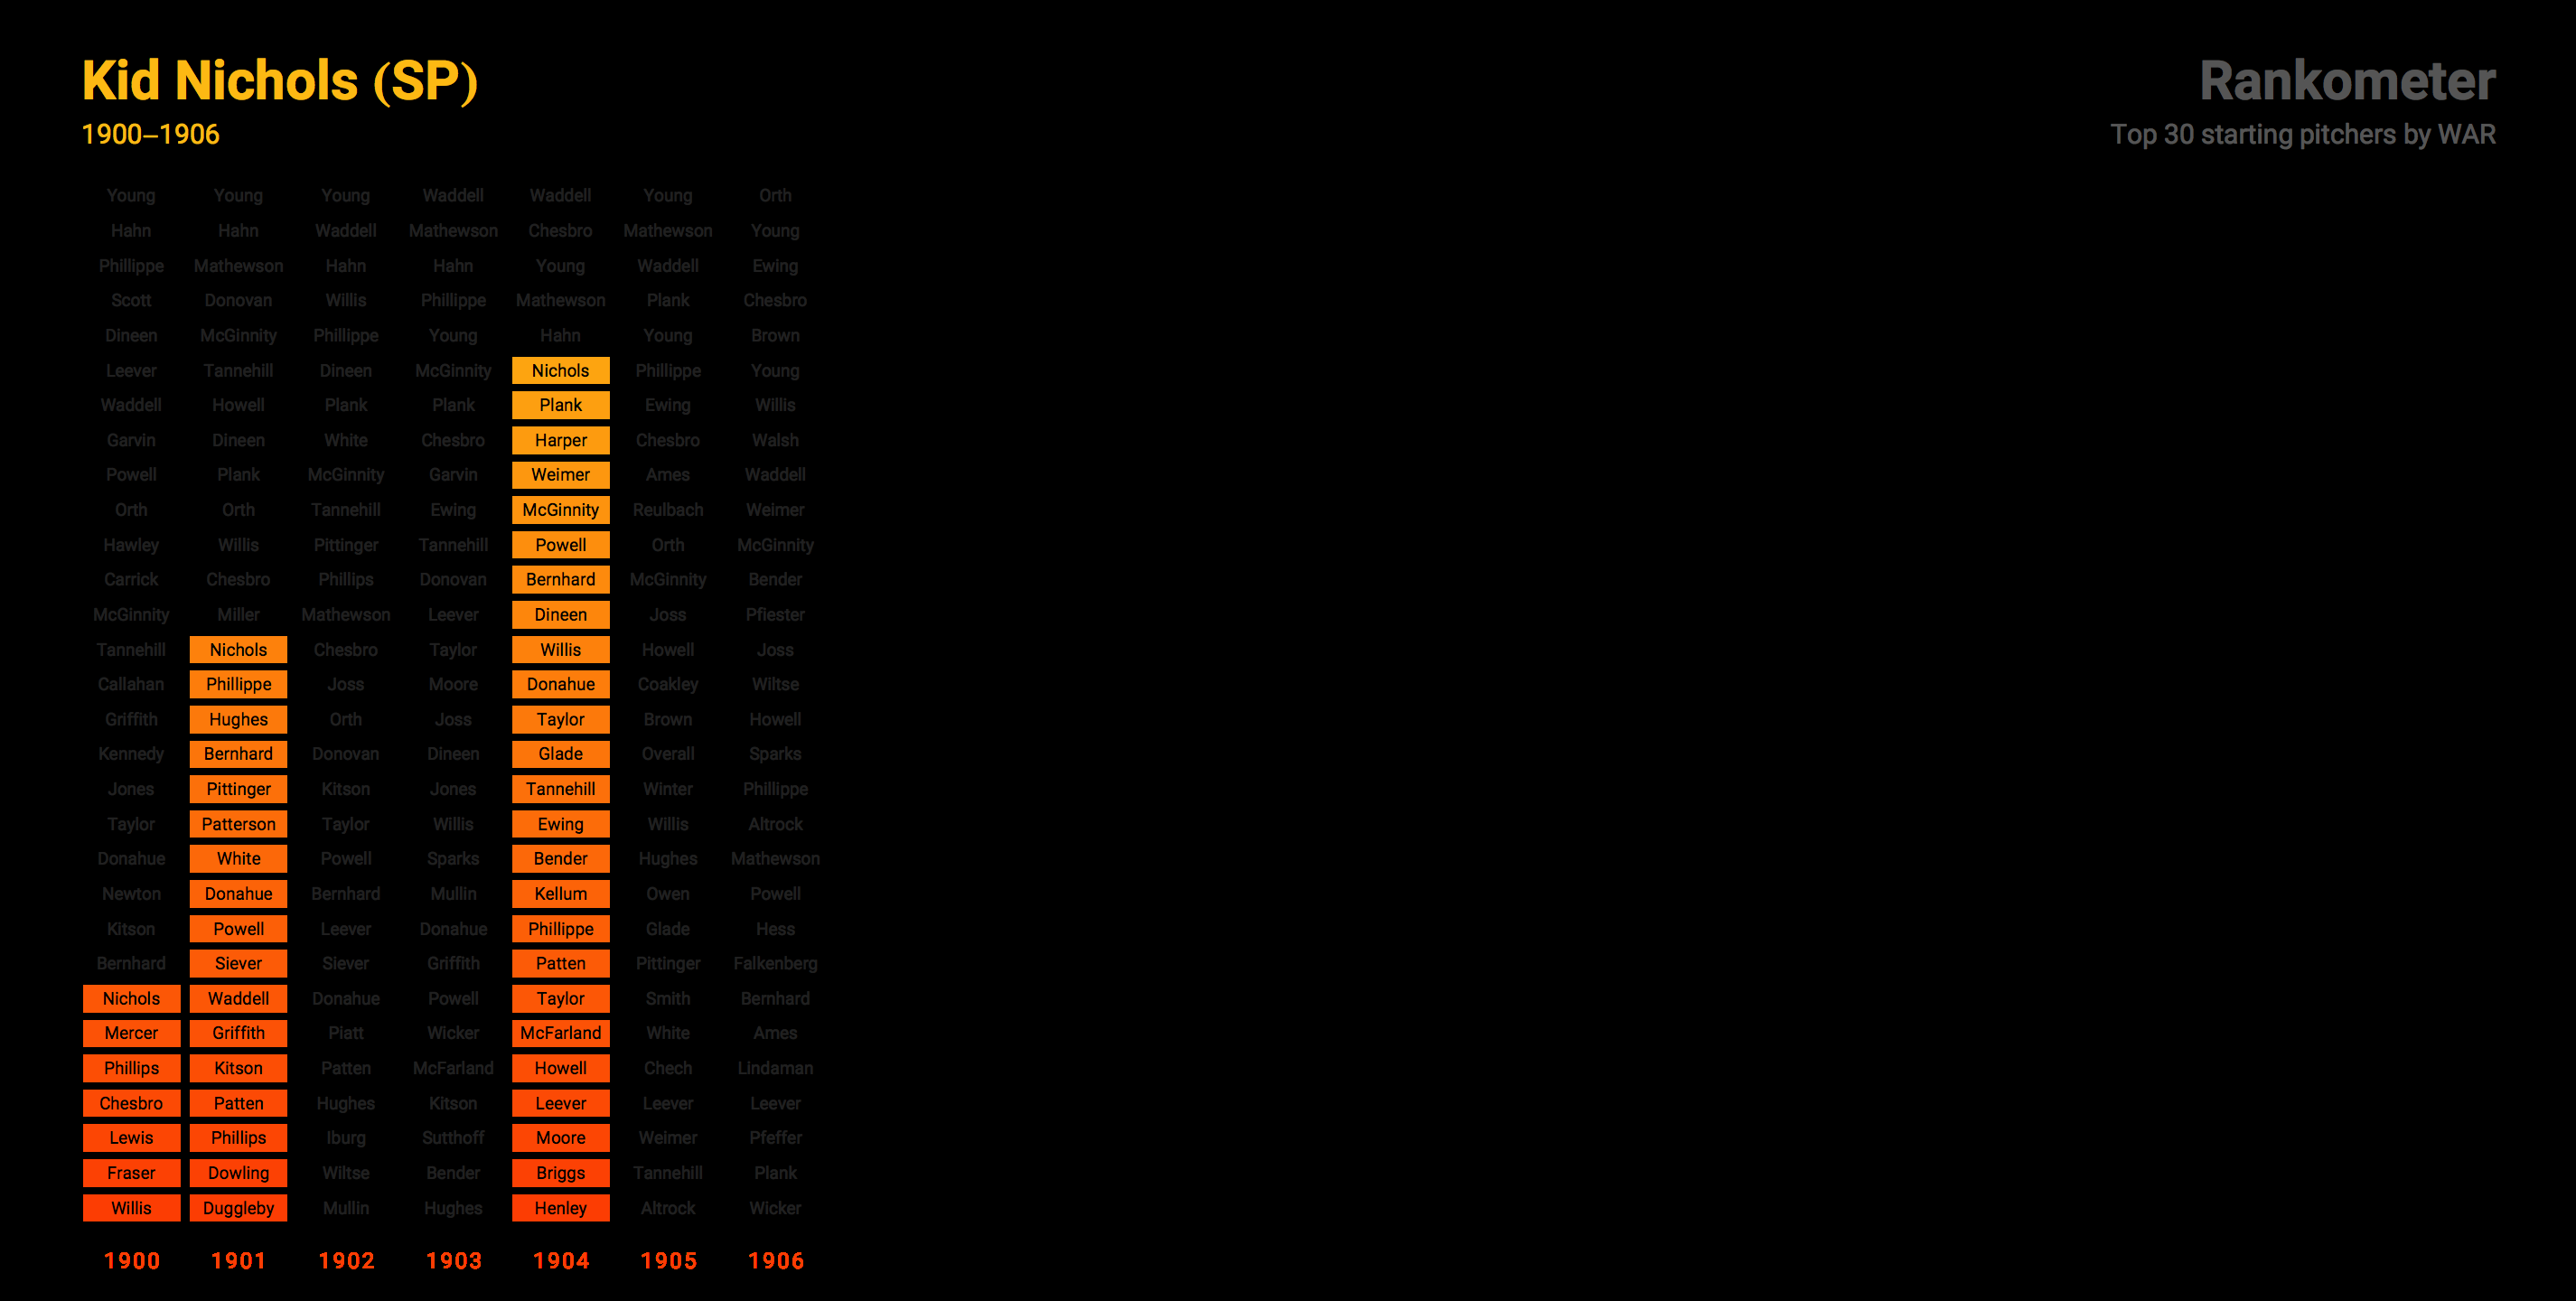 Kid Nichols (SP)
1900–1906
Rankometer
Top 30 starting pitchers by WAR
Young Young Young Waddell Waddell Young Orth
Hahn Hahn Waddell Mathewson Chesbro Mathewson Young
Phillippe Mathewson Hahn Hahn Young Waddell Ewing
Scott Donovan Willis Phillippe Mathewson Plank Chesbro
Dineen McGinnity Phillippe Young Hahn Young Brown
Leever Tannehill Dineen McGinnity Nichols Phillippe Young
Waddell Howell Plank Plank Plank Ewing Willis
Garvin Dineen White Chesbro Harper Chesbro Walsh
Powell Plank McGinnity Garvin Weimer Ames Waddell
Orth Orth Tannehill Ewing McGinnity Reulbach Weimer
Hawley Willis Pittinger Tannehill Powell Orth McGinnity
Carrick Chesbro Phillips Donovan Bernhard McGinnity Bender
McGinnity Miller Mathewson Leever Dineen Joss Pfiester
Tannehill Nichols Chesbro Taylor Willis Howell Joss
Callahan Phillippe Joss Moore Donahue Coakley Wiltse
Griffith Hughes Orth Joss Taylor Brown Howell
Kennedy Bernhard Donovan Dineen Glade Overall Sparks
Jones Pittinger Kitson Jones Tannehill Winter Phillippe
Taylor Patterson Taylor Willis Ewing Willis Altrock
Donahue White Powell Sparks Bender Hughes Mathewson
Newton Donahue Bernhard Mullin Kellum Owen Powell
Kitson Powell Leever Donahue Phillippe Glade Hess
Bernhard Siever Siever Griffith Patten Pittinger Falkenberg
Nichols Waddell Donahue Powell Taylor Smith Bernhard
Mercer Griffith Piatt Wicker McFarland White Ames
Phillips Kitson Patten McFarland Howell Chech Lindaman
Chesbro Patten Hughes Kitson Leever Leever Leever
Lewis Phillips Iburg Sutthoff Moore Weimer Pfeffer
Fraser Dowling Wiltse Bender Briggs Tannehill Plank
Willis Duggleby Mullin Hughes Henley Altrock Wicker
1900 1901 1902 1903 1904 1905 1906